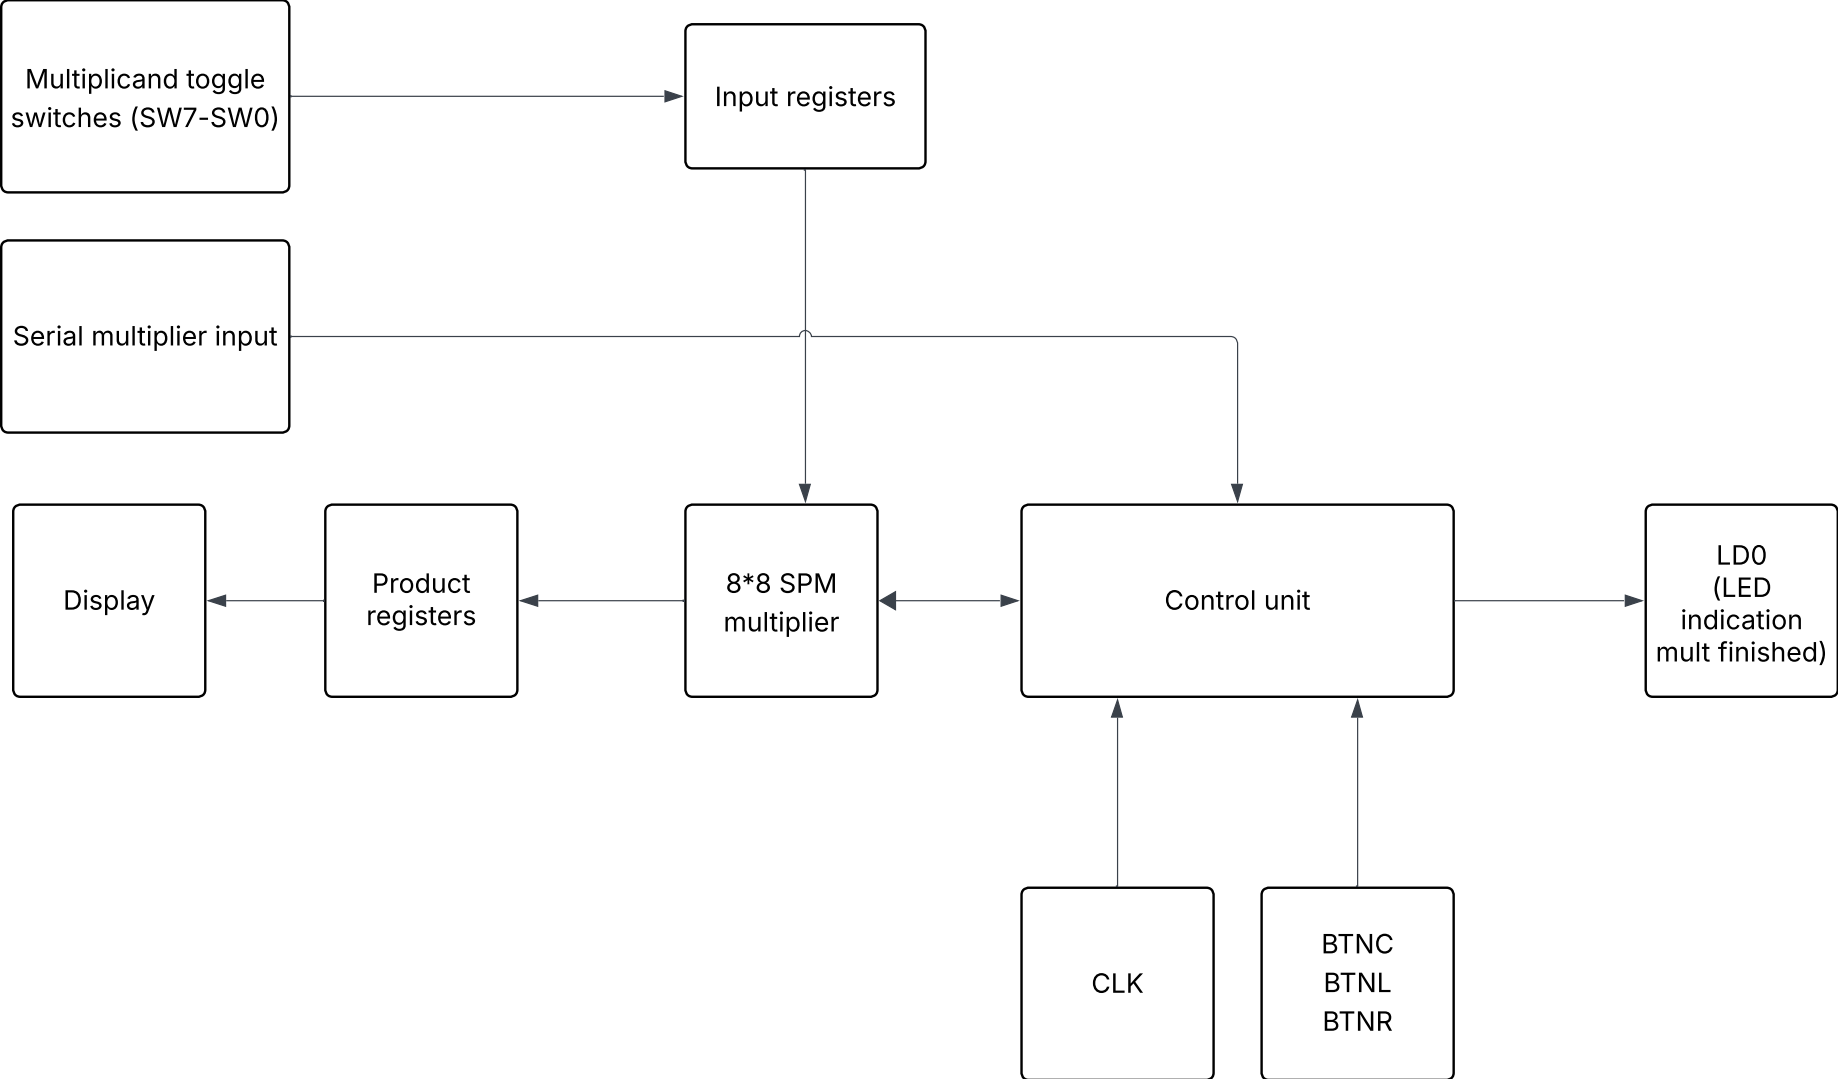 Multiplicand toggle
switches (SW7-SW0)
Input registers
Serial multiplier input
Display
Product
registers
8*8 SPM
multiplier
Control unit
LD0
(LED
indication
mult finished)
CLK
BTNC
BTNL
BTNR